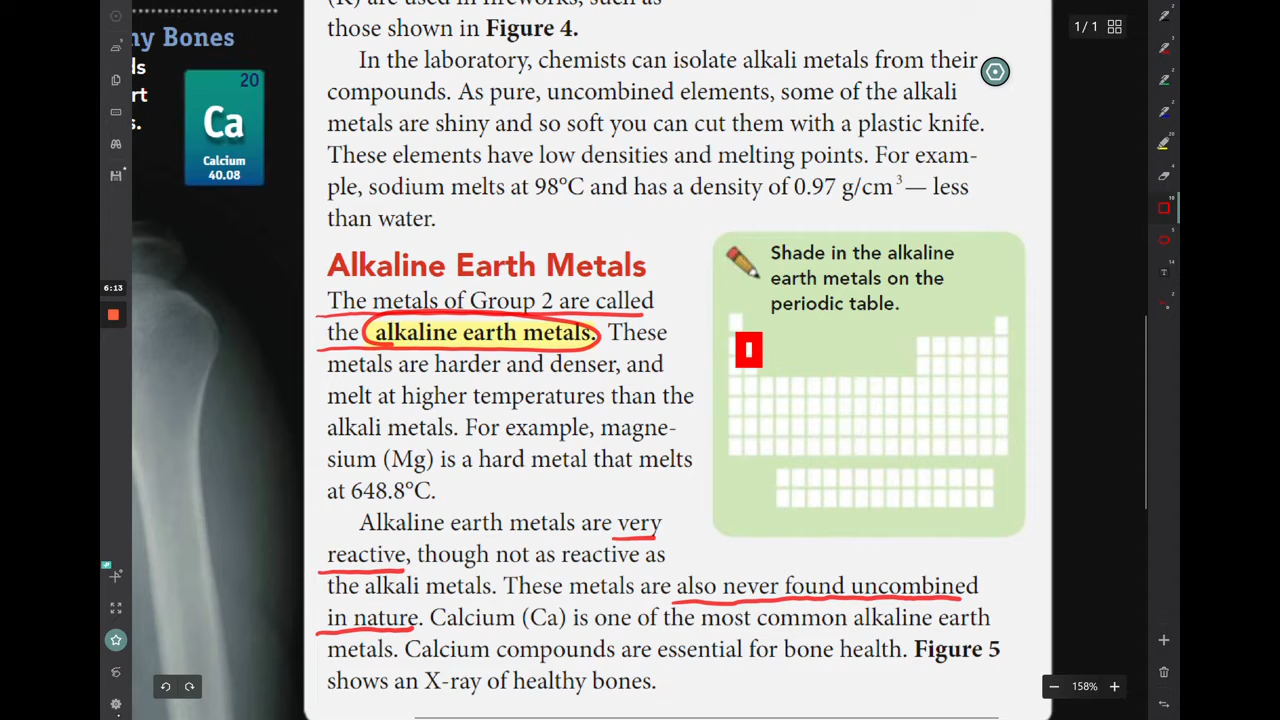 ny Bones
ds
rt
s.
20
Ca
Calcium
40.08
(K) are used in fireworks, such as
those shown in Figure 4.
In the laboratory, chemists can isolate alkali metals from their
compounds. As pure, uncombined elements, some of the alkali
metals are shiny and so soft you can cut them with a plastic knife.
These elements have low densities and melting points. For exam-
ple, sodium melts at 98°C and has a density of 0.97 g/cm³— less
than water.
Alkaline Earth Metals
The metals of Group 2 are called
the alkaline earth metals. These
metals are harder and denser, and
melt at higher temperatures than the
alkali metals. For example, magne-
sium (Mg) is a hard metal that melts
at 648.8°C.
Alkaline earth metals are very
reactive, though not as reactive as
the alkali metals. These metals are also never found uncombined
in nature. Calcium (Ca) is one of the most common alkaline earth
metals. Calcium compounds are essential for bone health. Figure 5
shows an X-ray of healthy bones.
Shade in the alkaline
earth metals on the
periodic table.
6:13
1/1
158%